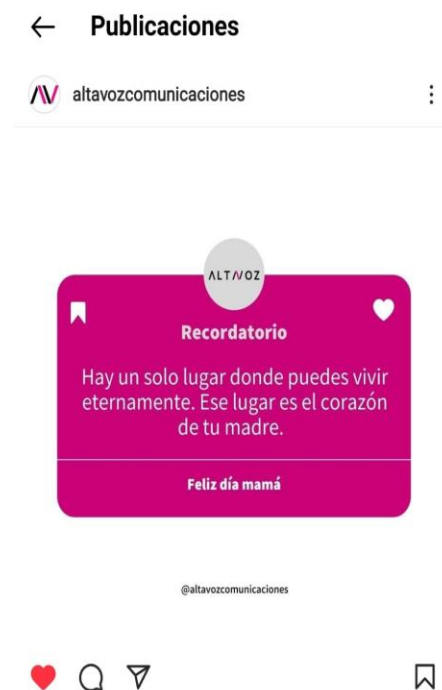 Publicaciones
altavozcomunicaciones
ALTAVOZ
Recordatorio
Hay un solo lugar donde puedes vivir
eternamente. Ese lugar es el corazón
de tu madre.
Feliz día mamá
@altavozcomunicaciones